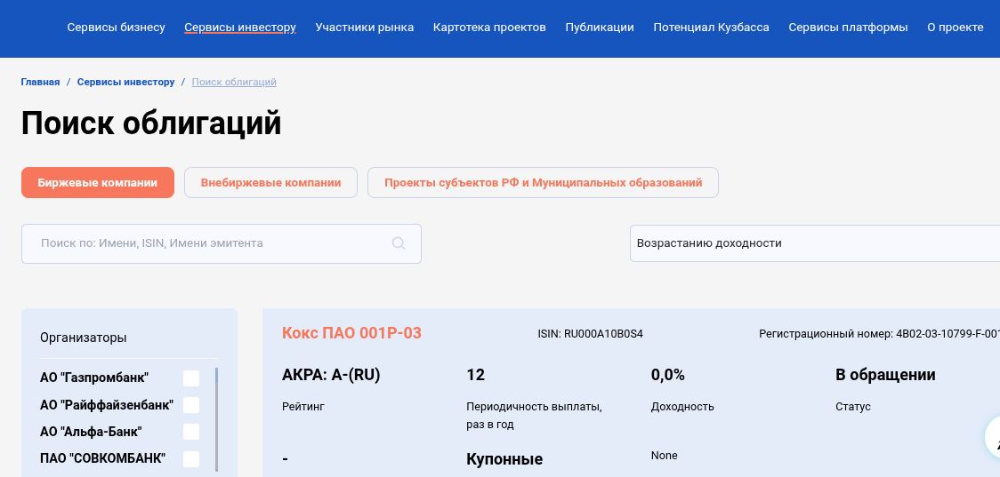 Сервисы бизнесу Сервисы инвестору Участники рынка Картотека проектов Публикации Потенциал Кузбасса Сервисы платформы О проекте
Главная / Сервисы инвестору / Поиск облигаций
Поиск облигаций
Биржевые компании Внебиржевые компании Проекты субъектов РФ и Муниципальных образований
Поиск по: Имени, ISIN, Имени эмитента
Возрастанию доходности
Организаторы
АО "Газпромбанк"
АО "Райффайзенбанк"
АО "Альфа-Банк"
ПАО "СОВКОМБАНК"
Кокс ПАО 001P-03 ISIN: RU000A10B0S4 Регистрационный номер: 4B02-03-10799-F-001
АКРА: A-(RU) 12 0,0% В обращении
Рейтинг Периодичность выплаты, Доходность Статус
раз в год
- Купонные None